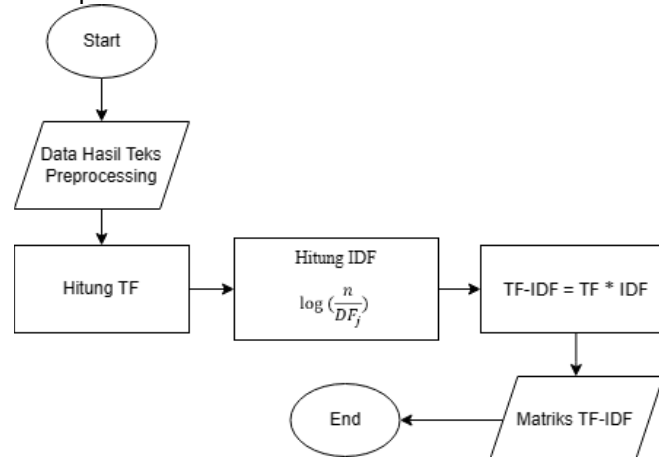 Start
Data Hasil Teks
Preprocessing
Hitung TF
Hitung IDF
log (n/DF_j)
TF-IDF = TF * IDF
Matriks TF-IDF
End